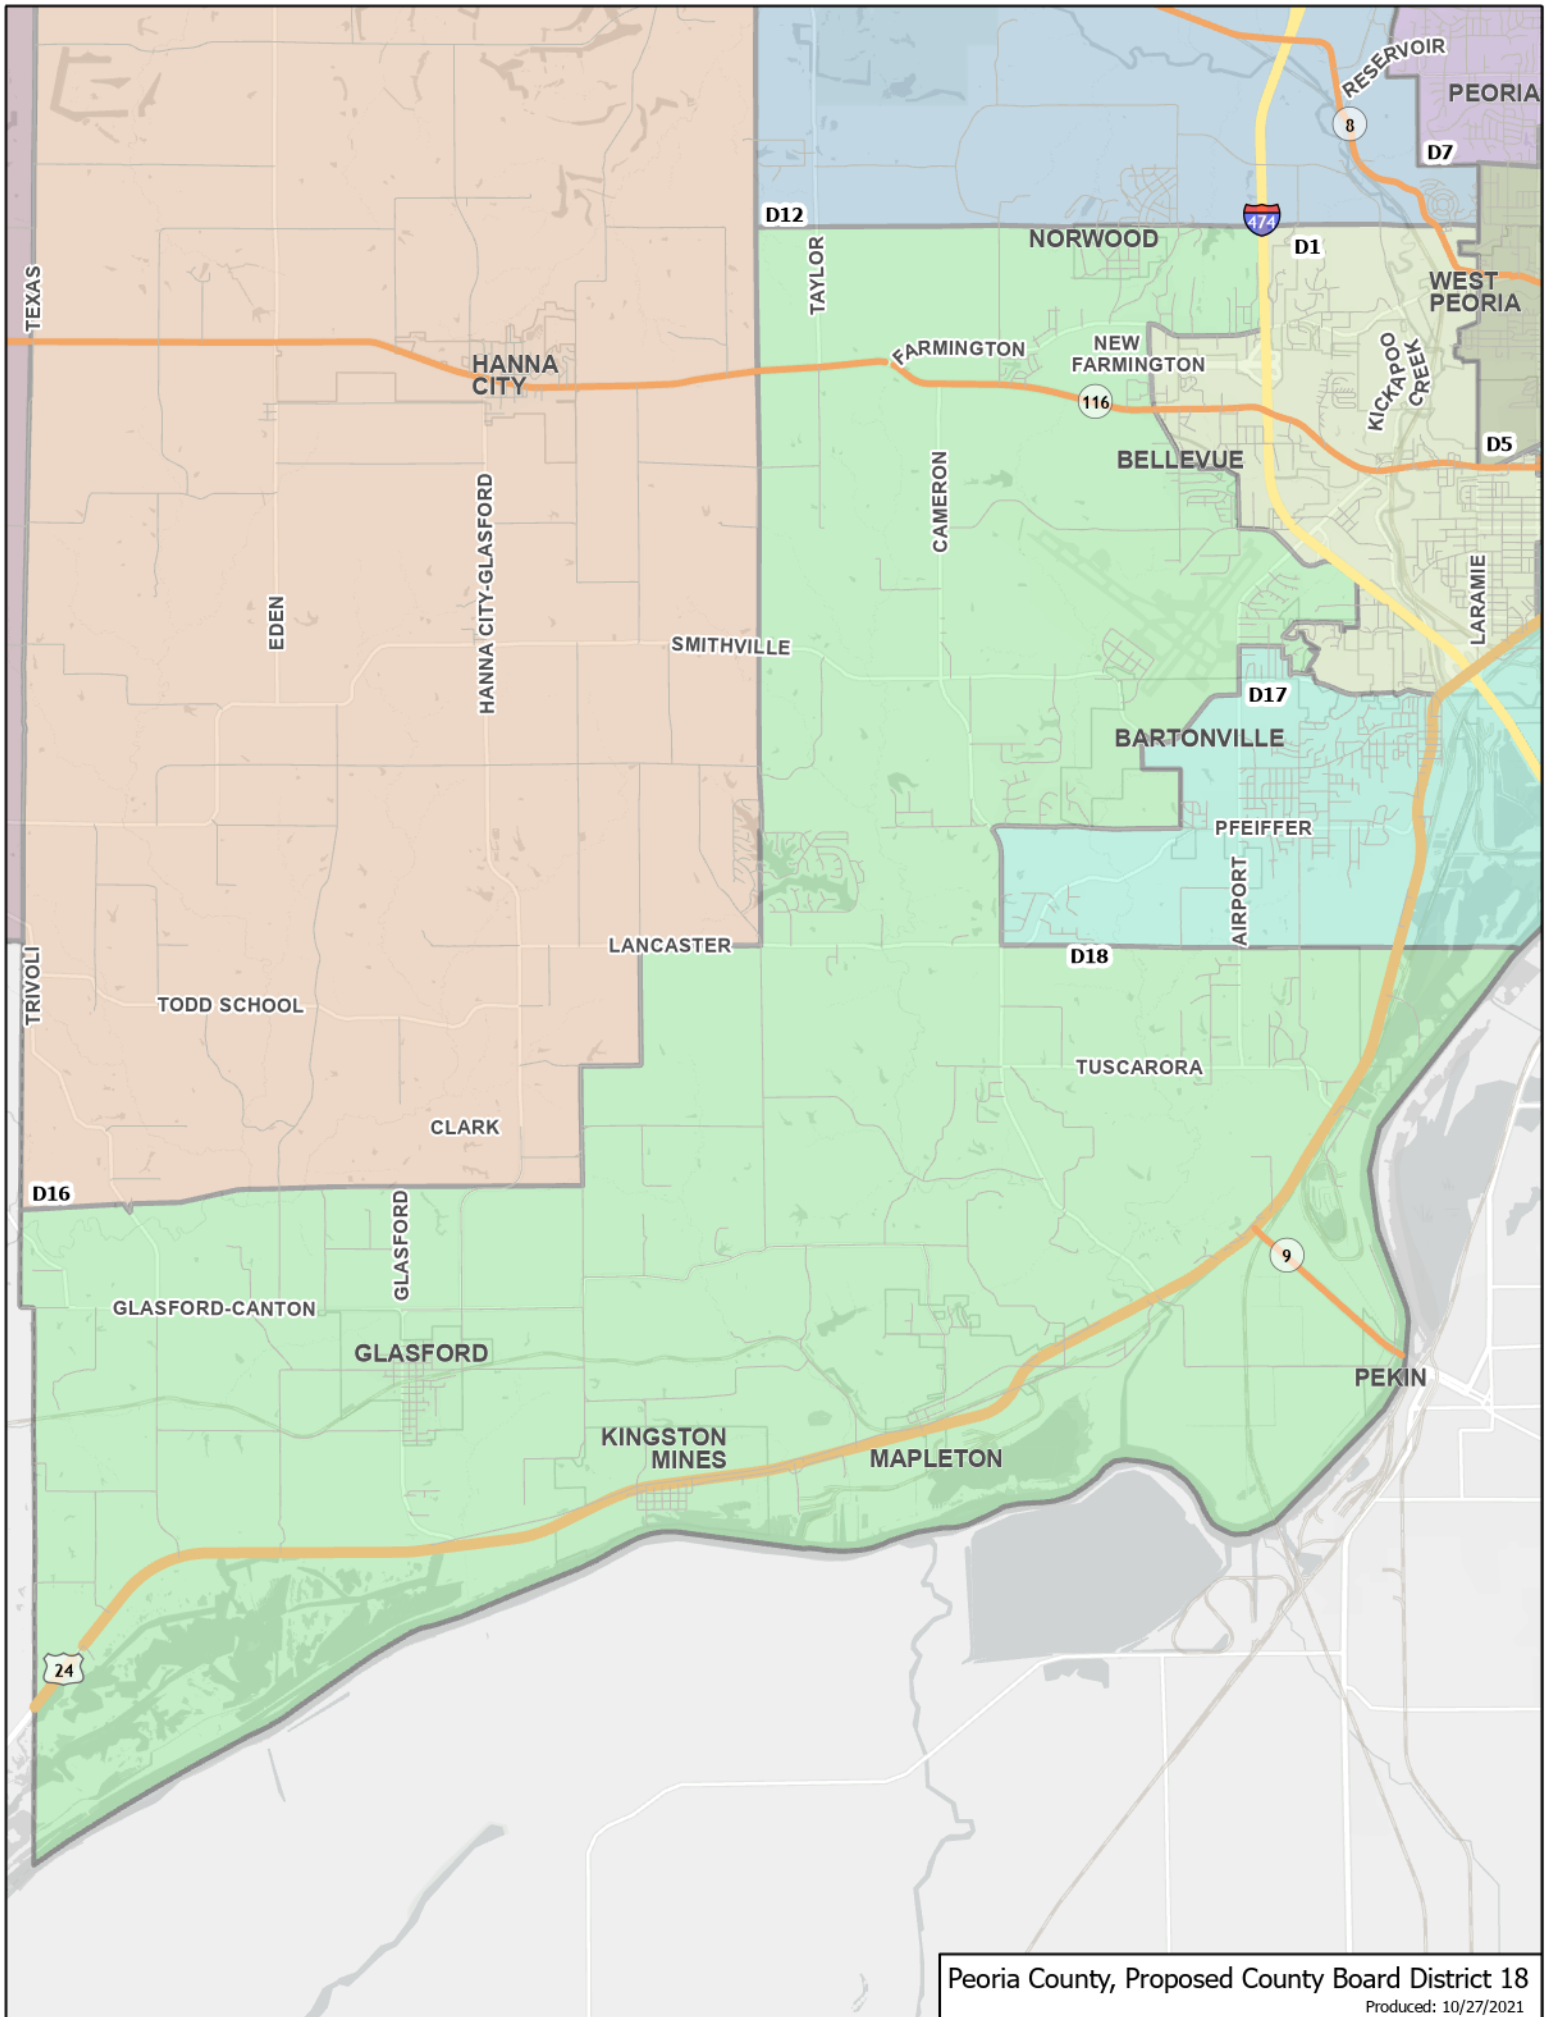 RESERVOIR
PEORIA
8
D7
D12
474
NORWOOD
D1
TAYLOR
TEXAS
WEST
PEORIA
HANNA
CITY
FARMINGTON
NEW
FARMINGTON
KICKAPOO
CREEK
116
BELLEVUE
D5
CAMERON
HANNA CITY-GLASFORD
EDEN
LARAMIE
SMITHVILLE
D17
BARTONVILLE
PFEIFFER
AIRPORT
LANCASTER
D18
TRIVOLI
TODD SCHOOL
TUSCARORA
CLARK
D16
GLASFORD
9
GLASFORD-CANTON
GLASFORD
PEKIN
KINGSTON
MINES
MAPLETON
24
Peoria County, Proposed County Board District 18
Produced: 10/27/2021